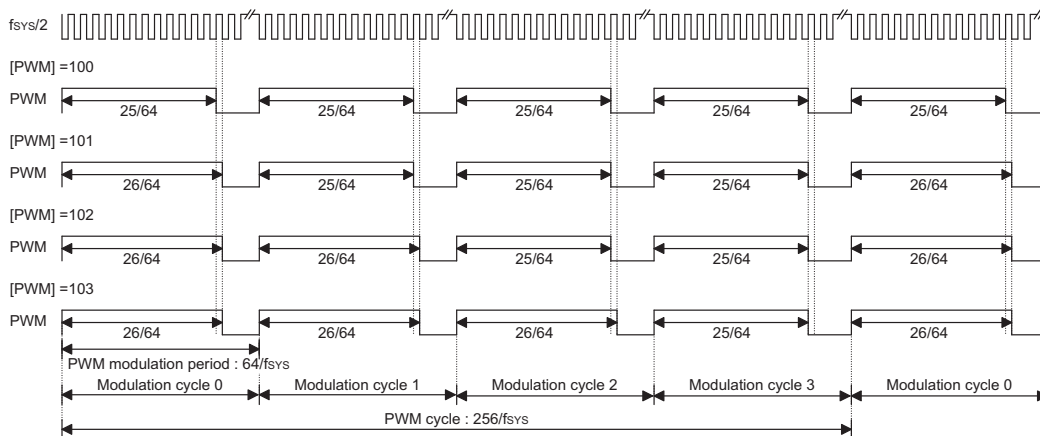 fSYS/2
[PWM] =100
PWM
25/64 25/64 25/64 25/64 25/64
[PWM] =101
PWM
26/64 25/64 25/64 25/64 26/64
[PWM] =102
PWM
26/64 26/64 25/64 25/64 26/64
[PWM] =103
PWM
26/64 26/64 26/64 25/64 26/64
PWM modulation period : 64/fSYS
Modulation cycle 0 Modulation cycle 1 Modulation cycle 2 Modulation cycle 3 Modulation cycle 0
PWM cycle : 256/fSYS